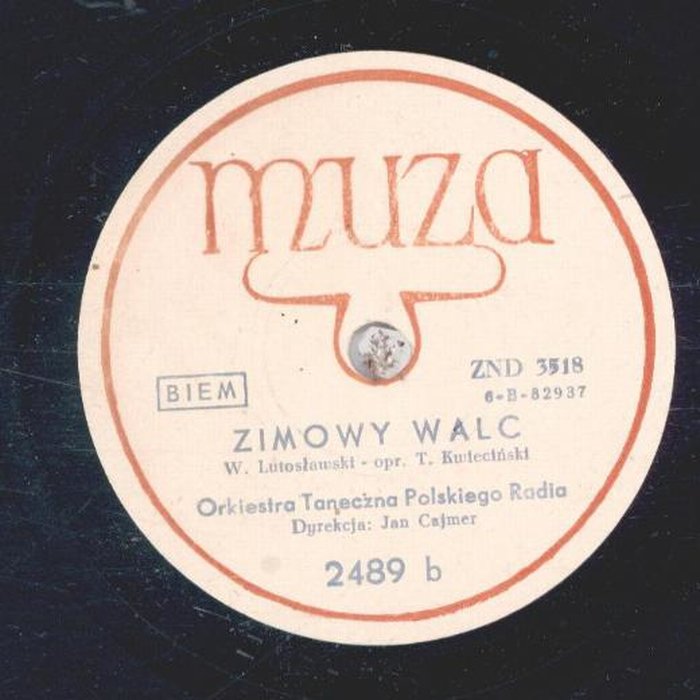 muza
BIEM
ZND 3518
6-B-82937
ZIMOWY WALC
W. Lutosławski - opr. T. Kwieciński
Orkiestra Taneczna Polskiego Radia
Dyrekcja: Jan Cajmer
2489 b